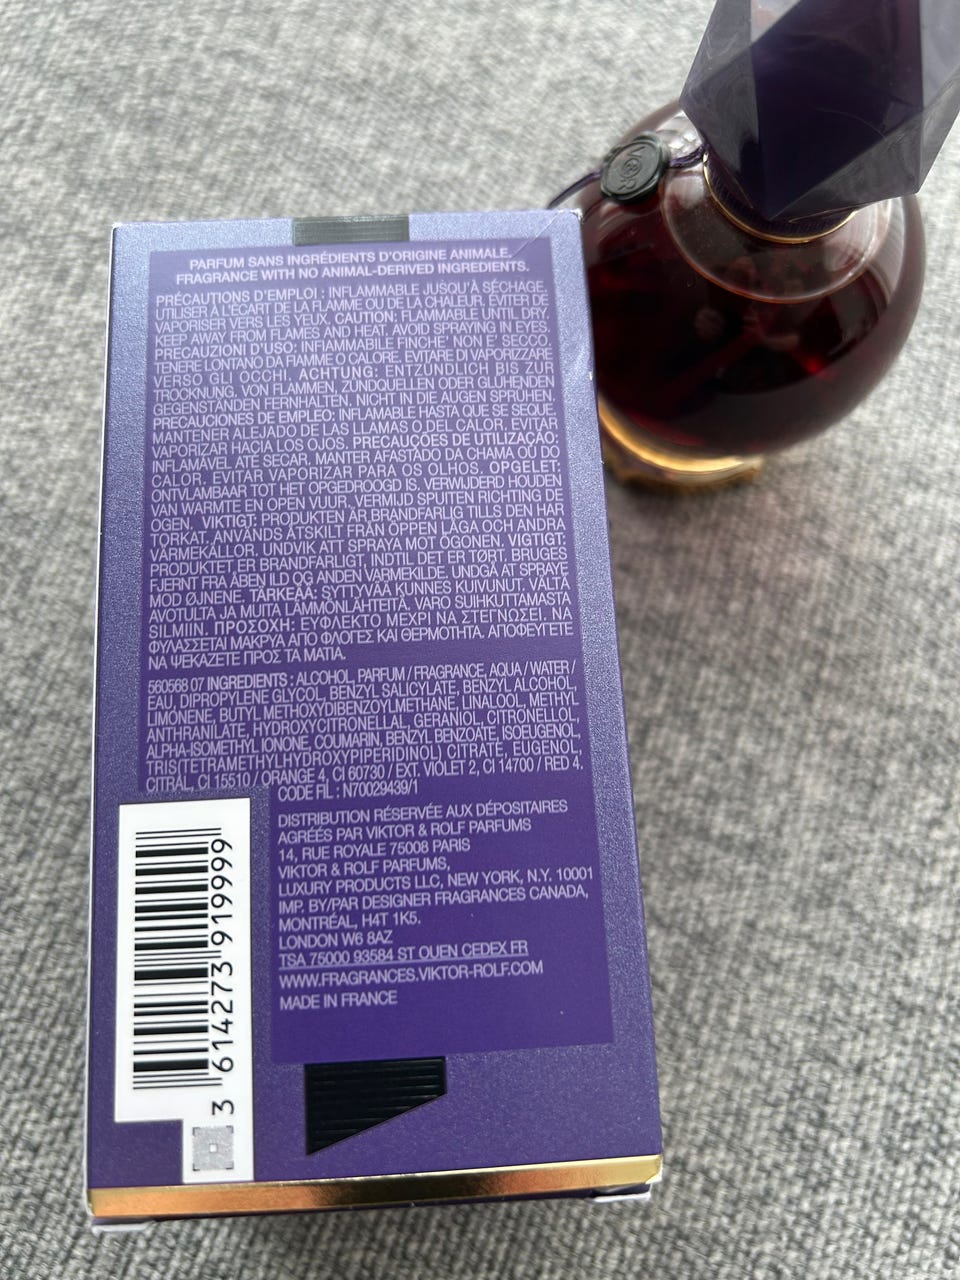 V&R
PARFUM SANS INGRÉDIENTS D'ORIGINE ANIMALE.
FRAGRANCE WITH NO ANIMAL-DERIVED INGREDIENTS.
PRÉCAUTIONS D'EMPLOI : INFLAMMABLE JUSQU'À SÉCHAGE.
UTILISER À L'ÉCART DE LA FLAMME OU DE LA CHALEUR. ÉVITER DE
VAPORISER VERS LES YEUX. CAUTION: FLAMMABLE UNTIL DRY.
KEEP AWAY FROM FLAMES AND HEAT. AVOID SPRAYING IN EYES.
PRECAUZIONI D'USO: INFIAMMABILE FINCHE' NON E' SECCO.
TENERE LONTANO DA FIAMME O CALORE. EVITARE DI VAPORIZZARE
VERSO GLI OCCHI. ACHTUNG: ENTZÜNDLICH BIS ZUR
TROCKNUNG. VON FLAMMEN, ZÜNDQUELLEN ODER GLÜHENDEN
GEGENSTÄNDEN FERNHALTEN. NICHT IN DIE AUGEN SPRÜHEN.
PRECAUCIONES DE EMPLEO: INFLAMABLE HASTA QUE SE SEQUE.
MANTENER ALEJADO DE LAS LLAMAS O DEL CALOR. EVITAR
VAPORIZAR HACIA LOS OJOS. PRECAUÇÕES DE UTILIZAÇÃO:
INFLAMÁVEL ATÉ SECAR. MANTER AFASTADO DA CHAMA OU DO
CALOR. EVITAR VAPORIZAR PARA OS OLHOS. OPGELET:
ONTVLAMBAAR TOT HET OPGEDROOGD IS. VERWIJDERD HOUDEN
VAN WARMTE EN OPEN VUUR. VERMIJD SPUITEN RICHTING DE
OGEN. VIKTIGT: PRODUKTEN ÄR BRANDFARLIG TILLS DEN HAR
TORKAT. ANVÄNDS ÅTSKILT FRÅN ÖPPEN LÅGA OCH ANDRA
VÄRMEKÄLLOR. UNDVIK ATT SPRAYA MOT ÖGONEN. VIGTIGT:
PRODUKTET ER BRANDFARLIGT, INDTIL DET ER TØRT. BRUGES
FJERNT FRA ÅBEN ILD OG ANDEN VARMEKILDE. UNDGÅ AT SPRAYE
MOD ØJNENE. TÄRKEÄÄ: SYTTYVÄÄ KUNNES KUIVUNUT. VÄLTÄ
AVOTULTA JA MUITA LÄMMÖNLÄHTEITÄ. VARO SUIHKUTTAMASTA
SILMIIN. ΠΡΟΣΟΧΗ: ΕΥΦΛΕΚΤΟ ΜΕΧΡΙ ΝΑ ΣΤΕΓΝΩΣΕΙ, ΝΑ
ΦΥΛΑΣΣΕΤΑΙ ΜΑΚΡΥΑ ΑΠΟ ΦΛΟΓΕΣ ΚΑΙ ΘΕΡΜΟΤΗΤΑ. ΑΠΟΦΕΥΓΕΤΕ
ΝΑ ΨΕΚΑΖΕΤΕ ΠΡΟΣ ΤΑ ΜΑΤΙΑ.
560568 07 INGREDIENTS : ALCOHOL, PARFUM / FRAGRANCE, AQUA / WATER /
EAU, DIPROPYLENE GLYCOL, BENZYL SALICYLATE, BENZYL ALCOHOL,
LIMONENE, BUTYL METHOXYDIBENZOYLMETHANE, LINALOOL, METHYL
ANTHRANILATE, HYDROXYCITRONELLAL, GERANIOL, CITRONELLOL,
ALPHA-ISOMETHYL IONONE, COUMARIN, BENZYL BENZOATE, ISOEUGENOL,
TRIS(TETRAMETHYLHYDROXYPIPERIDINOL) CITRATE, EUGENOL,
CITRAL, CI 15510 / ORANGE 4, CI 60730 / EXT. VIOLET 2, CI 14700 / RED 4.
CODE FIL : N70029439/1
DISTRIBUTION RÉSERVÉE AUX DÉPOSITAIRES
AGRÉÉS PAR VIKTOR & ROLF PARFUMS
14, RUE ROYALE 75008 PARIS
VIKTOR & ROLF PARFUMS,
LUXURY PRODUCTS LLC, NEW YORK, N.Y. 10001
IMP. BY/PAR DESIGNER FRAGRANCES CANADA,
MONTRÉAL, H4T 1K5.
LONDON W6 8AZ
TSA 75000 93584 ST OUEN CEDEX FR
WWW.FRAGRANCES.VIKTOR-ROLF.COM
MADE IN FRANCE
3 614273 919999